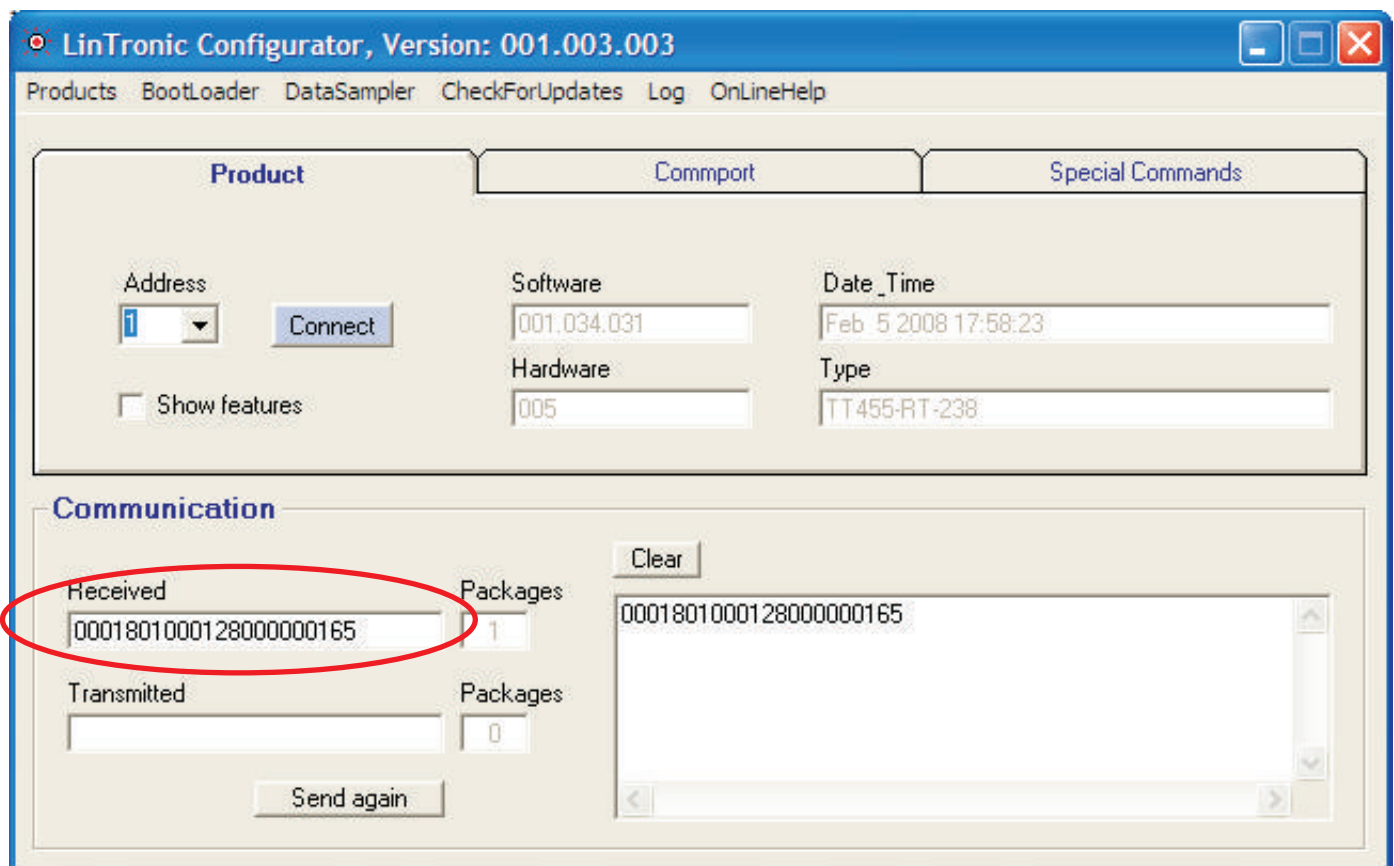 LinTronic Configurator, Version: 001.003.003
Products BootLoader DataSampler CheckForUpdates Log OnLineHelp
Product Commport Special Commands
Address Software Date_Time
1 Connect 001.034.031 Feb 5 2008 17:58:23
Hardware Type
Show features 005 TT455-RT-238
Communication
Clear
Received Packages
0001801000128000000165 1 0001801000128000000165
Transmitted Packages
0
Send again